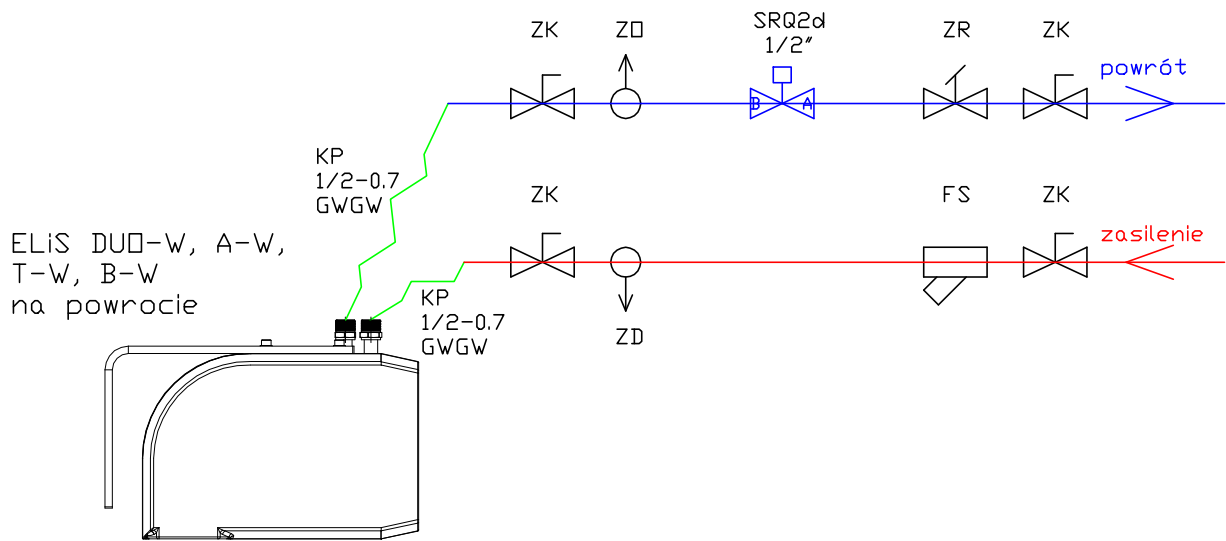 ZK
ZO
SRQ2d
1/2"
ZR
ZK
powrót
B
A
KP
1/2-0.7
GWGW
ZK
FS
ZK
zasilenie
ELiS DUO-W, A-W,
T-W, B-W
na powrocie
KP
1/2-0.7
GWGW
ZD